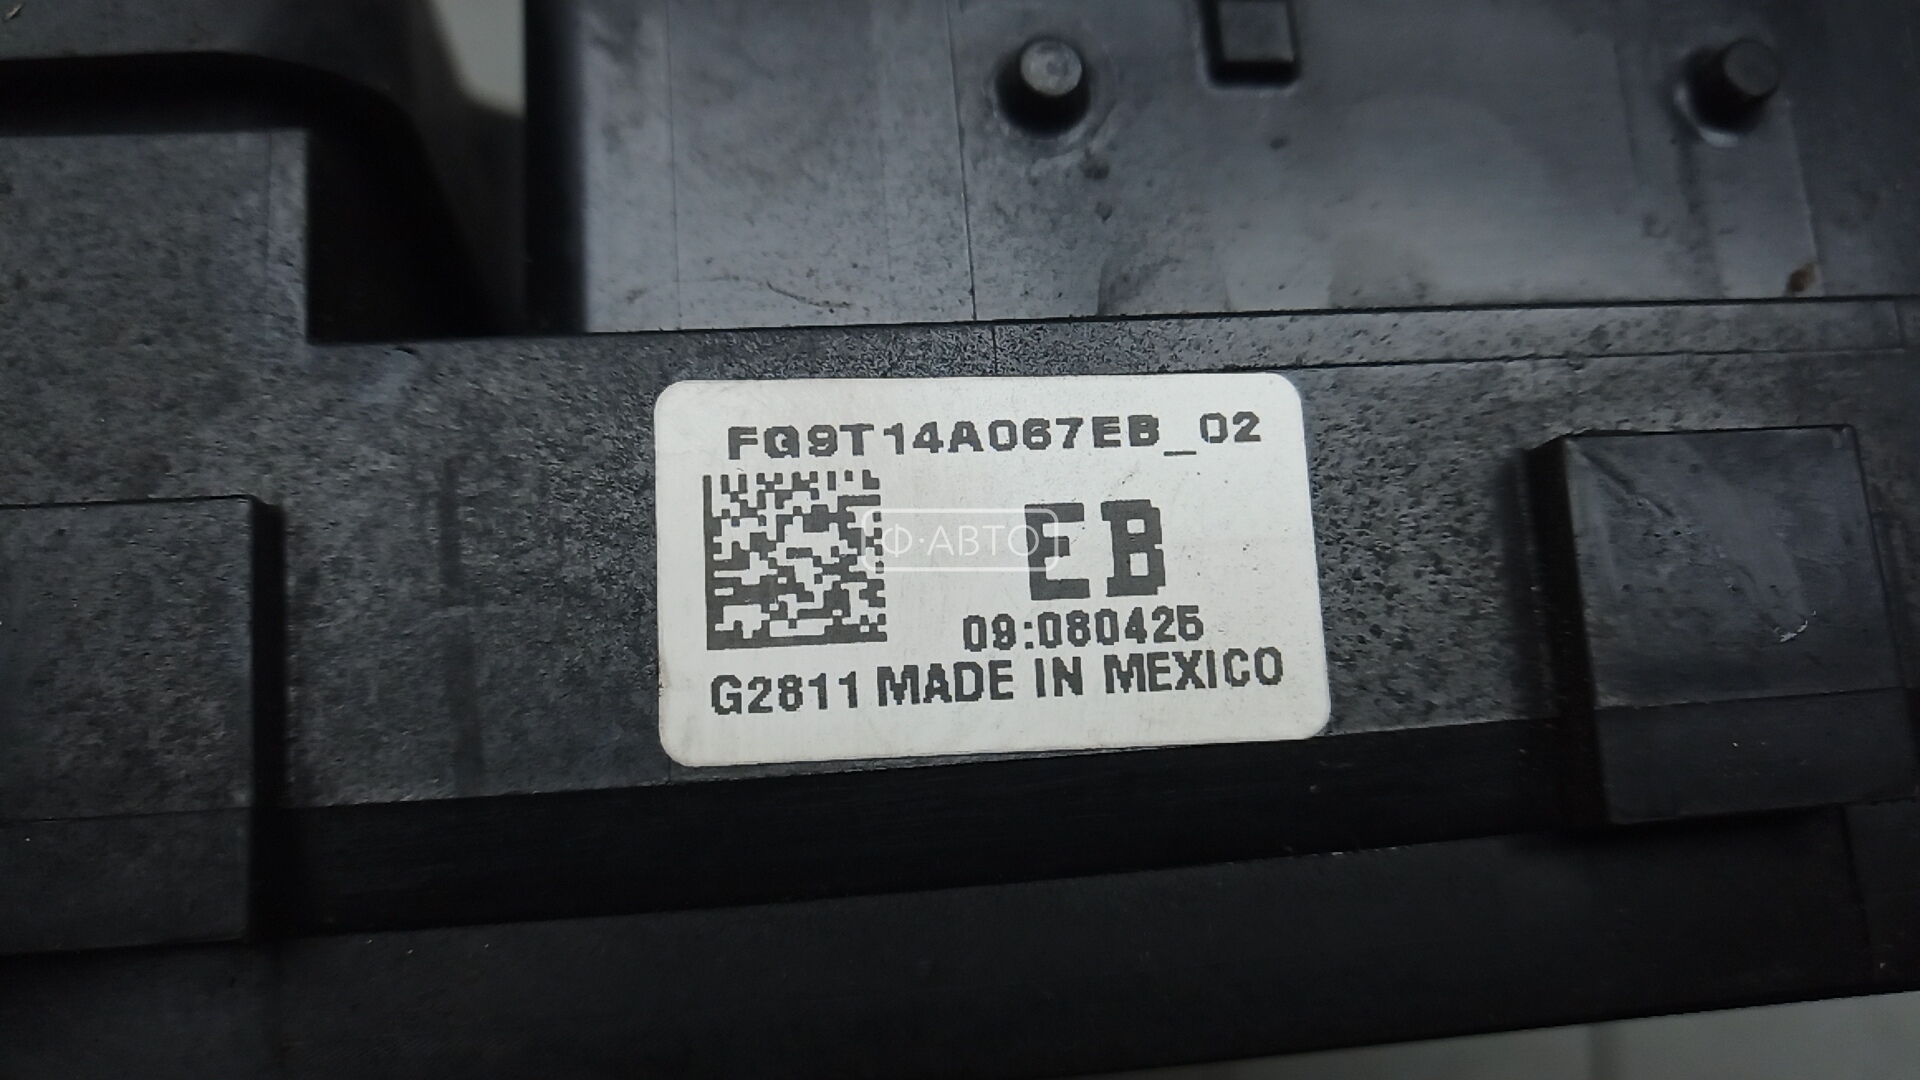 FG9T14A067EB_02
EB
Ф·АВТО
09:080425
G2811 MADE IN MEXICO